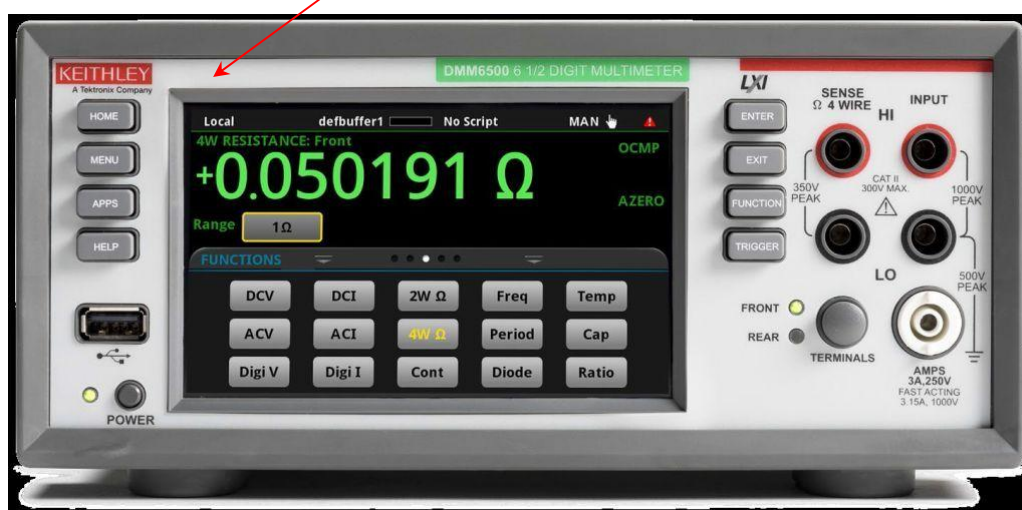 KEITHLEY
A Tektronix Company
DMM6500 6 1/2 DIGIT MULTIMETER
LXI
HOME
MENU
APPS
HELP
POWER
Local defbuffer1 No Script MAN
4W RESISTANCE: Front
OCMP
+0.050191 Ω
AZERO
Range 1Ω
FUNCTIONS
DCV DCI 2W Ω Freq Temp
ACV ACI 4W Ω Period Cap
Digi V Digi I Cont Diode Ratio
ENTER
EXIT
FUNCTION
TRIGGER
SENSE
Ω 4 WIRE
INPUT
HI
350V
PEAK
CAT II
300V MAX.
1000V
PEAK
LO
500V
PEAK
FRONT
REAR
TERMINALS
AMPS
3A,250V
FAST ACTING
3.15A, 1000V